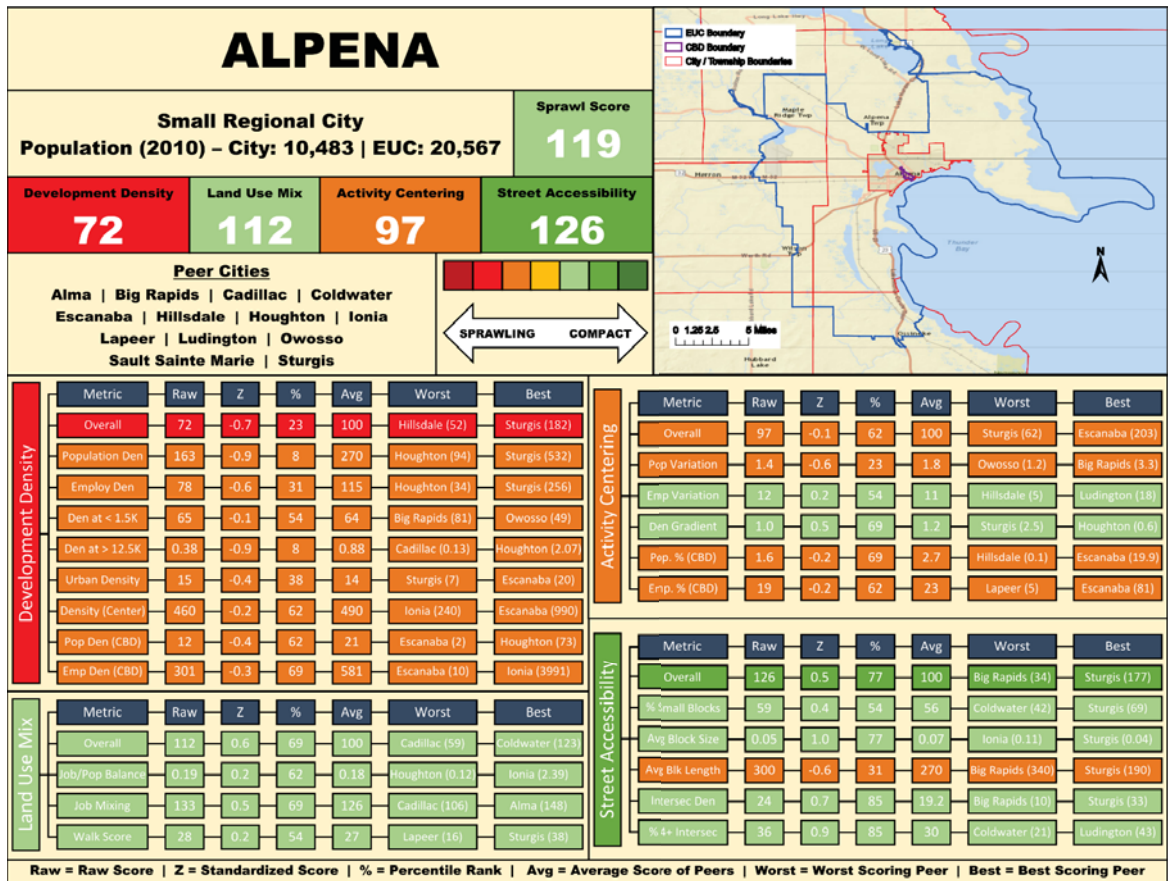 ALPENA
Small Regional City
Population (2010) – City: 10,483 | EUC: 20,567
Sprawl Score
119
Development Density
72
Land Use Mix
112
Activity Centering
97
Street Accessibility
126
Peer Cities
Alma | Big Rapids | Cadillac | Coldwater
Escanaba | Hillsdale | Houghton | Ionia
Lapeer | Ludington | Owosso
Sault Sainte Marie | Sturgis
SPRAWLING COMPACT
EUC Boundary
CBD Boundary
City / Township Boundaries
Maple Ridge Twp
Alpena Twp
Herron
Thunder Bay
Hubbard Lake
N
0 1.25 2.5 5 Miles
Development Density
Metric Raw Z % Avg Worst Best
Overall 72 -0.7 23 100 Hillsdale (52) Sturgis (182)
Population Den 163 -0.9 8 270 Houghton (94) Sturgis (532)
Employ Den 78 -0.6 31 115 Houghton (34) Sturgis (256)
Den at < 1.5K 65 -0.1 54 64 Big Rapids (81) Owosso (49)
Den at > 12.5K 0.38 -0.9 8 0.88 Cadillac (0.13) Houghton (2.07)
Urban Density 15 -0.4 38 14 Sturgis (7) Escanaba (20)
Density (Center) 460 -0.2 62 490 Ionia (240) Escanaba (990)
Pop Den (CBD) 12 -0.4 62 21 Escanaba (2) Houghton (73)
Emp Den (CBD) 301 -0.3 69 581 Escanaba (10) Ionia (3991)
Land Use Mix
Metric Raw Z % Avg Worst Best
Overall 112 0.6 69 100 Cadillac (59) Coldwater (123)
Job/Pop Balance 0.19 0.2 62 0.18 Houghton (0.12) Ionia (2.39)
Job Mixing 133 0.5 69 126 Cadillac (106) Alma (148)
Walk Score 28 0.2 54 27 Lapeer (16) Sturgis (38)
Activity Centering
Metric Raw Z % Avg Worst Best
Overall 97 -0.1 62 100 Sturgis (62) Escanaba (203)
Pop Variation 1.4 -0.6 23 1.8 Owosso (1.2) Big Rapids (3.3)
Emp Variation 12 0.2 54 11 Hillsdale (5) Ludington (18)
Den Gradient 1.0 0.5 69 1.2 Sturgis (2.5) Houghton (0.6)
Pop. % (CBD) 1.6 -0.2 69 2.7 Hillsdale (0.1) Escanaba (19.9)
Emp. % (CBD) 19 -0.2 62 23 Lapeer (5) Escanaba (81)
Street Accessibility
Metric Raw Z % Avg Worst Best
Overall 126 0.5 77 100 Big Rapids (34) Sturgis (177)
% Small Blocks 59 0.4 54 56 Coldwater (42) Sturgis (69)
Avg Block Size 0.05 1.0 77 0.07 Ionia (0.11) Sturgis (0.04)
Avg Blk Length 300 -0.6 31 270 Big Rapids (340) Sturgis (190)
Intersec Den 24 0.7 85 19.2 Big Rapids (10) Sturgis (33)
% 4+ Intersec 36 0.9 85 30 Coldwater (21) Ludington (43)
Raw = Raw Score | Z = Standardized Score | % = Percentile Rank | Avg = Average Score of Peers | Worst = Worst Scoring Peer | Best = Best Scoring Peer